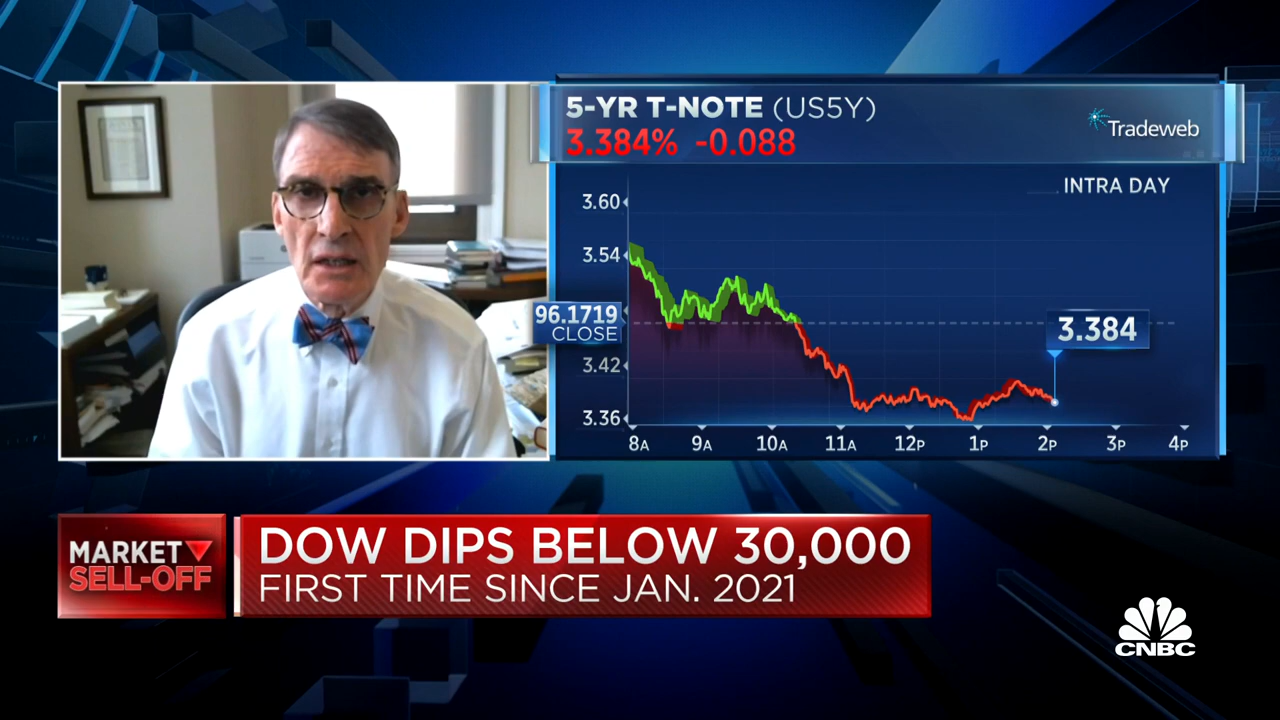 5-YR T-NOTE (US5Y)
3.384% -0.088
Tradeweb
INTRA DAY
3.60
3.54
96.1719
CLOSE
3.384
3.42
3.36
8A 9A 10A 11A 12P 1P 2P 3P 4P
MARKET
SELL-OFF
DOW DIPS BELOW 30,000
FIRST TIME SINCE JAN. 2021
CNBC